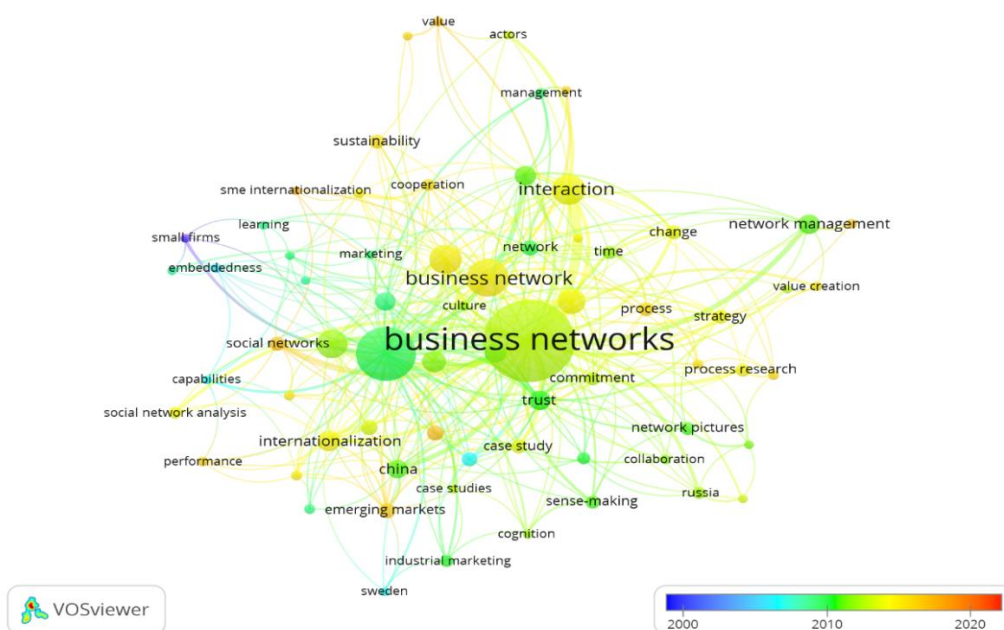 value
actors
management
sustainability
cooperation
sme internationalization
interaction
learning
network management
small firms
change
network
time
marketing
embeddedness
business network
value creation
culture
process
strategy
business networks
social networks
process research
capabilities
commitment
trust
social network analysis
network pictures
internationalization
case study
performance
collaboration
china
case studies
russia
sense-making
emerging markets
cognition
industrial marketing
sweden
VOSviewer
2000
2010
2020